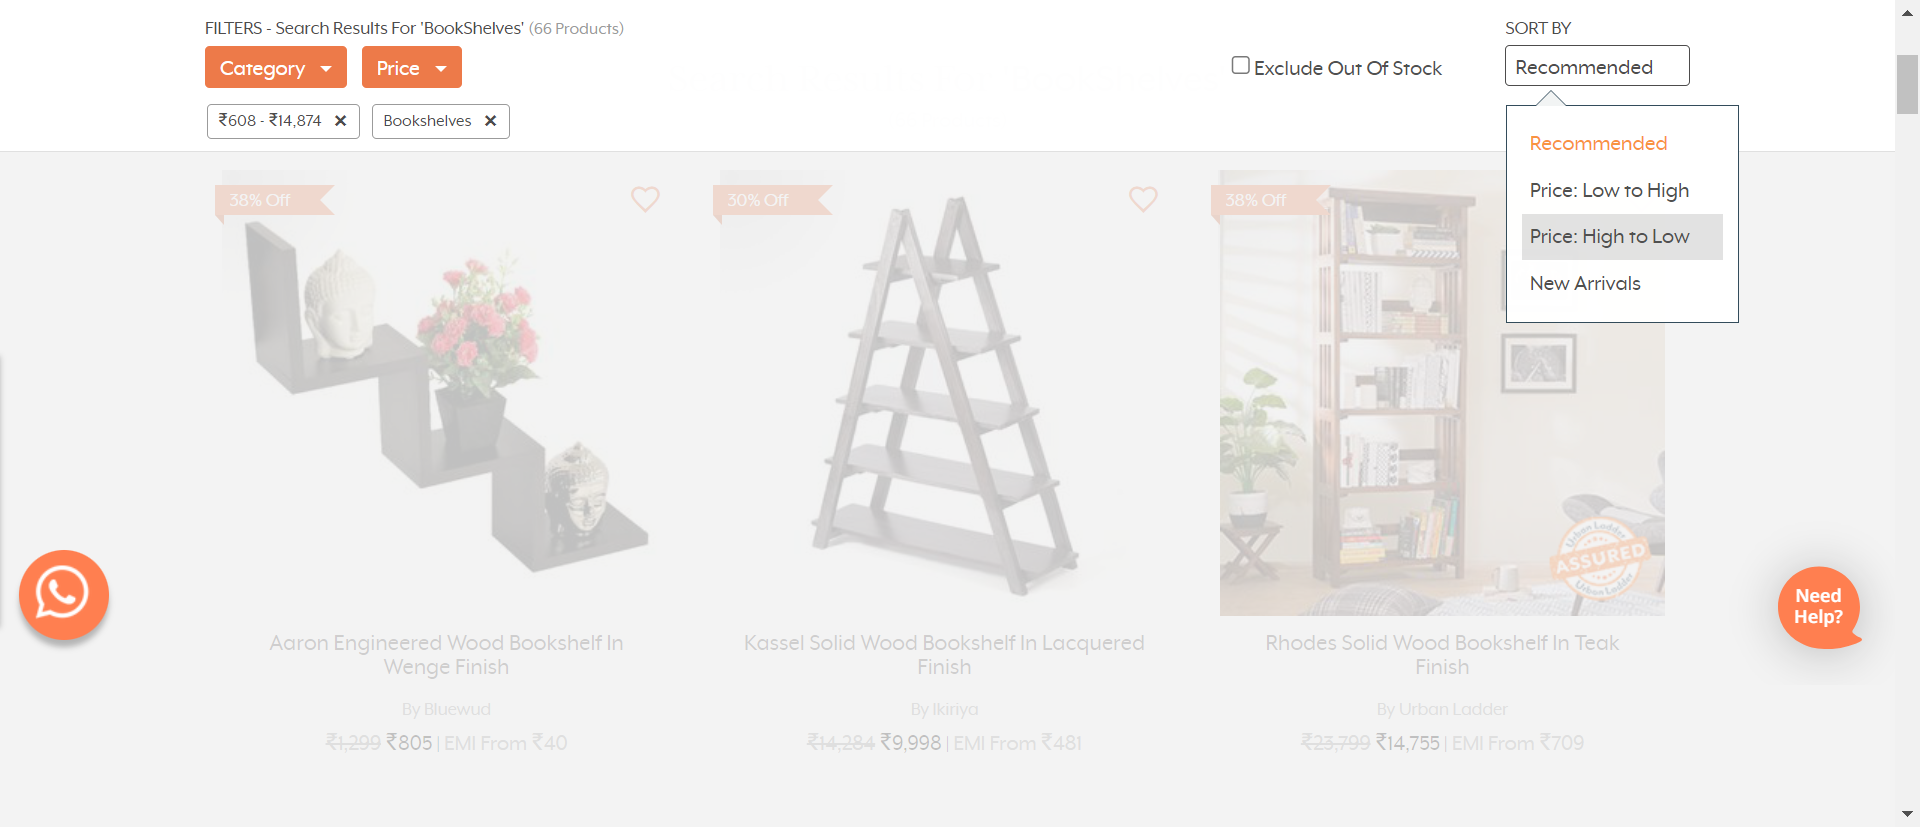 FILTERS - Search Results For 'BookShelves' (66 Products)
SORT BY
Category
Price
Exclude Out Of Stock
Recommended
₹608 - ₹14,874 ✕
Bookshelves ✕
Recommended
Price: Low to High
Price: High to Low
New Arrivals
38% Off
30% Off
38% Off
Urban Ladder
ASSURED
Urban Ladder
Need
Help?
Aaron Engineered Wood Bookshelf In
Wenge Finish
By Bluewud
₹1,299 ₹805 | EMI From ₹40
Kassel Solid Wood Bookshelf In Lacquered
Finish
By Ikiriya
₹14,284 ₹9,998 | EMI From ₹481
Rhodes Solid Wood Bookshelf In Teak
Finish
By Urban Ladder
₹23,799 ₹14,755 | EMI From ₹709